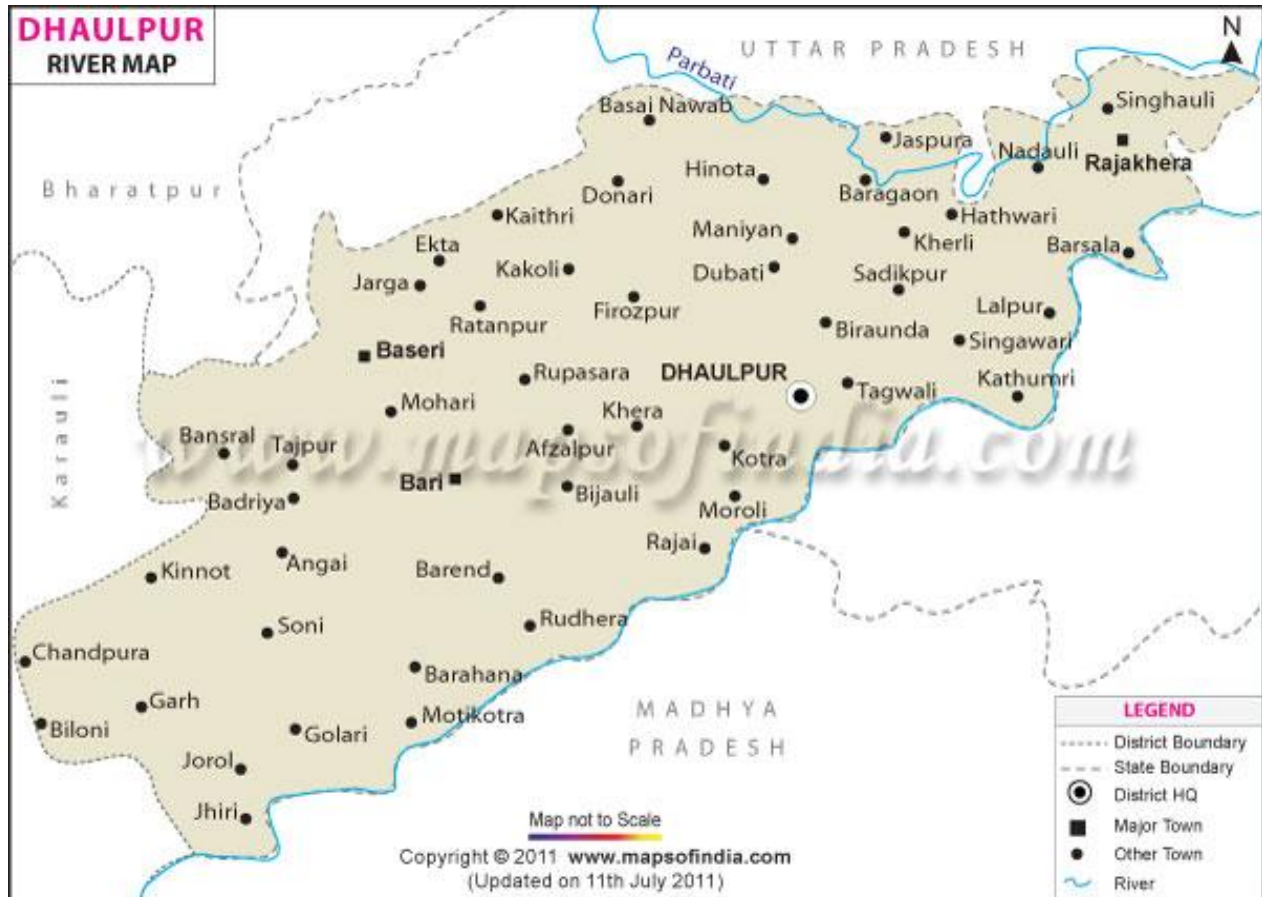 DHAULPUR
RIVER MAP
N
UTTAR PRADESH
Parbati
Basai Nawab
Singhauli
Jaspura
Nadauli
Rajakhera
Bharatpur
Hinota
Donari
Baragaon
Kaithri
Hathwari
Maniyan
Kherli
Barsala
Ekta
Kakoli
Dubati
Sadikpur
Jarga
Firozpur
Lalpur
Ratanpur
Biraunda
Singawari
Baseri
Rupasara
DHAULPUR
Tagwali
Kathumri
Karauli
Mohari
Khera
www.mapsofindia.com
Bansral
Tajpur
Afzalpur
Kotra
Bari
Bijauli
Badriya
Moroli
Rajai
Kinnot
Angai
Barend
Soni
Rudhera
Chandpura
Barahana
Garh
Biloni
Golari
Motikotra
MADHYA
PRADESH
Jorol
Jhiri
LEGEND
District Boundary
State Boundary
District HQ
Major Town
Other Town
River
Map not to Scale
Copyright © 2011 www.mapsofindia.com
(Updated on 11th July 2011)